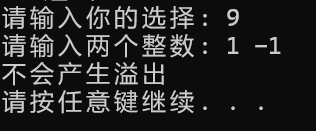 请输入你的选择: 9
请输入两个整数: 1 -1
不会产生溢出
请按任意键继续. . .